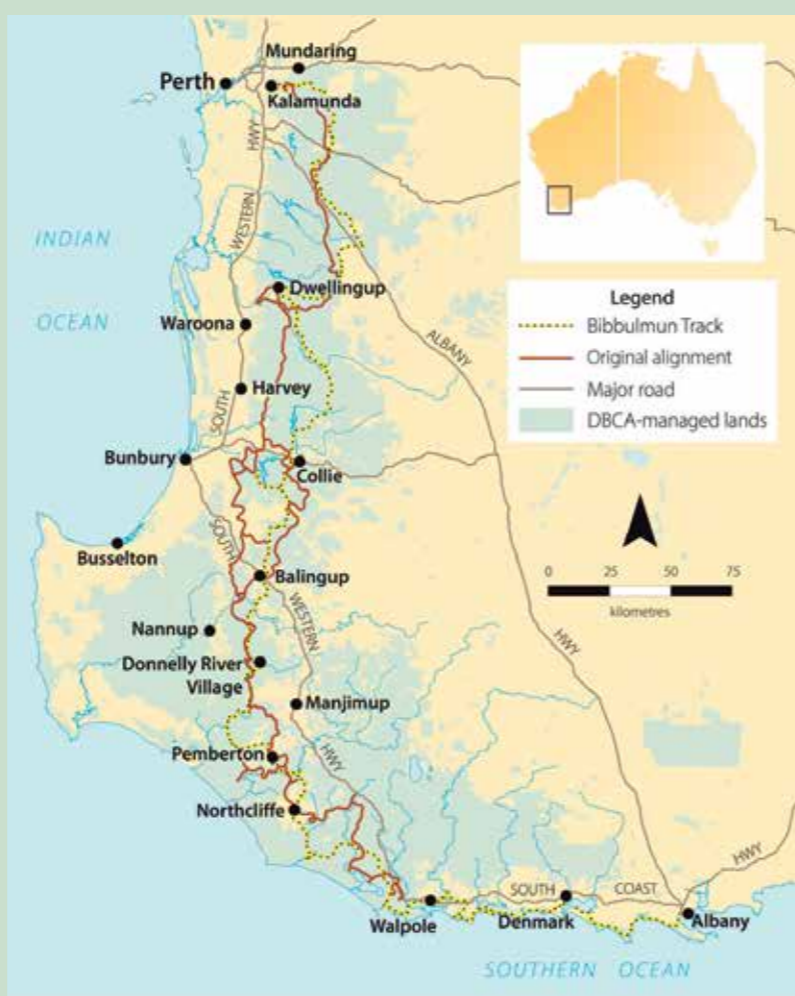 Mundaring
Perth
Kalamunda
HWY
WESTERN
INDIAN
OCEAN
Dwellingup
Waroona
ALBANY
Harvey
SOUTH
Bunbury
Collie
SOUTH
Busselton
Balingup
WESTERN
Nannup
HWY
Donnelly River
Village
Manjimup
HWY
Pemberton
Northcliffe
Walpole
SOUTH
COAST
HWY
Denmark
Albany
SOUTHERN OCEAN
Legend
Bibbulmun Track
Original alignment
Major road
DBCA-managed lands
0 25 50 75
kilometres